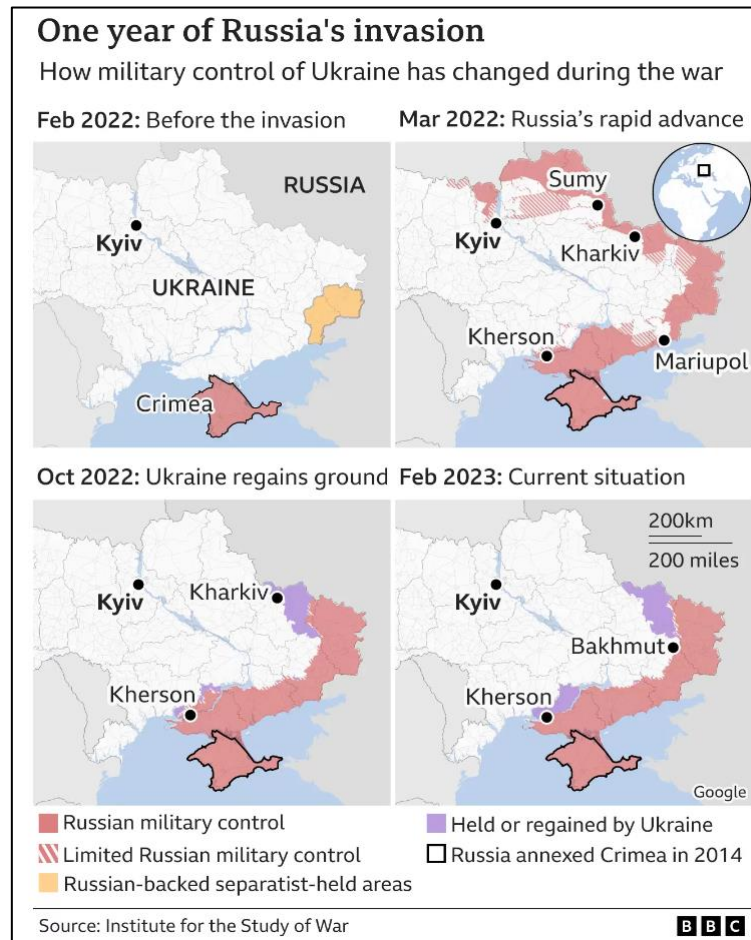 One year of Russia's invasion
How military control of Ukraine has changed during the war
Feb 2022: Before the invasion
RUSSIA
Kyiv
UKRAINE
Crimea
Mar 2022: Russia’s rapid advance
Sumy
Kyiv
Kharkiv
Kherson
Mariupol
Oct 2022: Ukraine regains ground
Kyiv
Kharkiv
Kherson
Feb 2023: Current situation
200km
200 miles
Kyiv
Bakhmut
Kherson
Google
Russian military control
Limited Russian military control
Russian-backed separatist-held areas
Held or regained by Ukraine
Russia annexed Crimea in 2014
Source: Institute for the Study of War
BBC